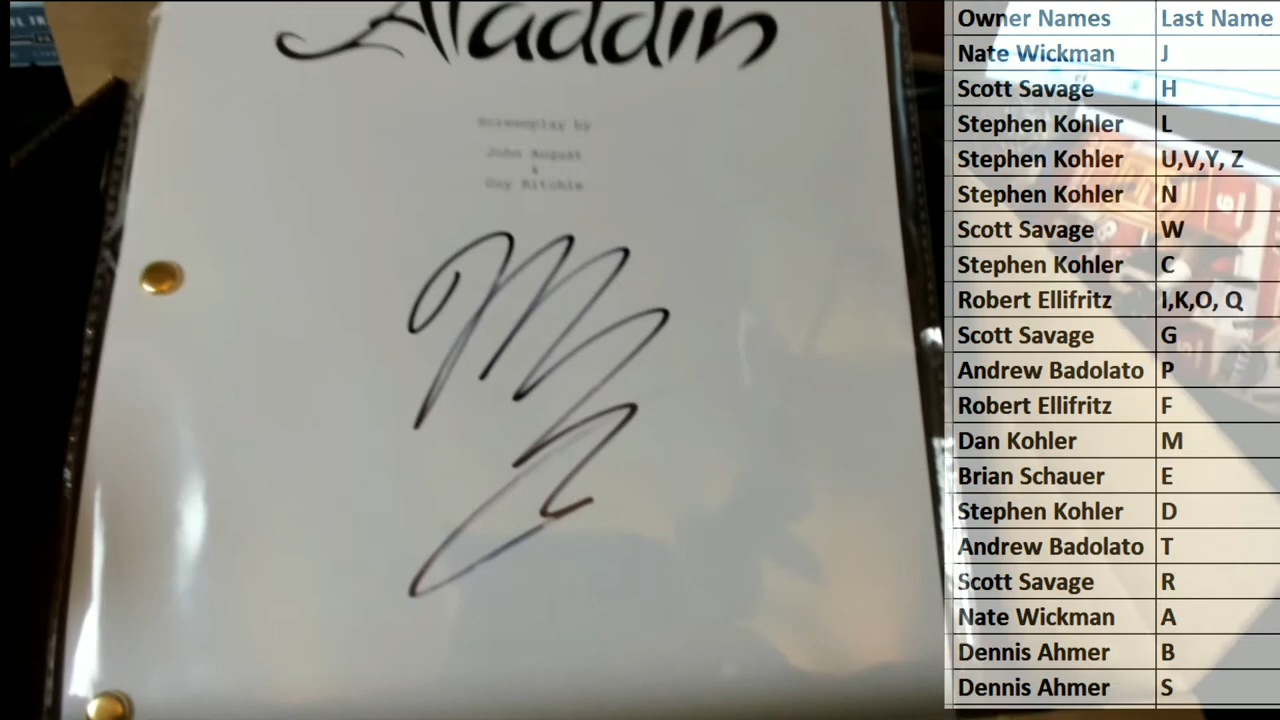 Aladdin
Screenplay by
John August
&
Guy Ritchie
Owner Names Last Name
Nate Wickman J
Scott Savage H
Stephen Kohler L
Stephen Kohler U,V,Y, Z
Stephen Kohler N
Scott Savage W
Stephen Kohler C
Robert Ellifritz I,K,O, Q
Scott Savage G
Andrew Badolato P
Robert Ellifritz F
Dan Kohler M
Brian Schauer E
Stephen Kohler D
Andrew Badolato T
Scott Savage R
Nate Wickman A
Dennis Ahmer B
Dennis Ahmer S